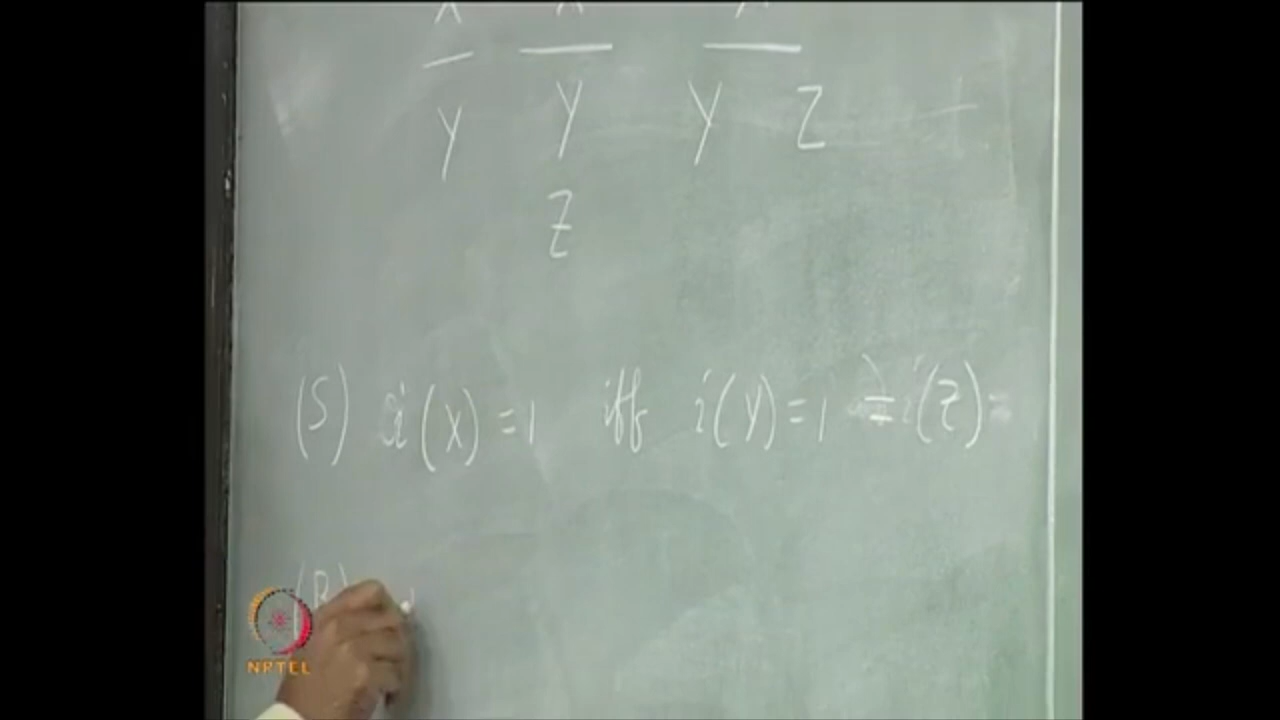 Y Y Y Z
Z
(S) i(X) = 1 iff i(Y) = 1 = i(Z) =
(B)
NPTEL